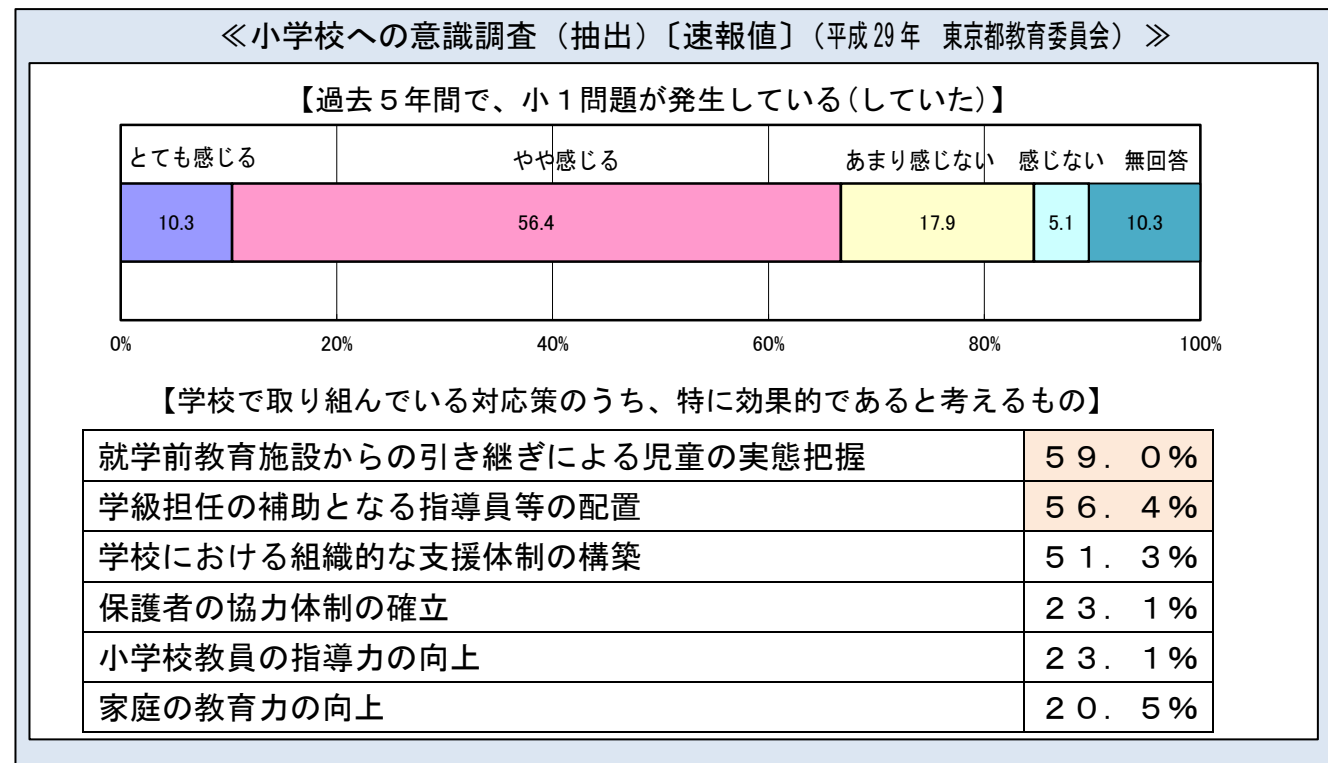 ≪小学校への意識調査（抽出）〔速報値〕（平成29年　東京都教育委員会）≫
【過去５年間で、小１問題が発生している(していた)】
とても感じる　やや感じる　あまり感じない　感じない　無回答
10.3　56.4　17.9　5.1　10.3
0%　20%　40%　60%　80%　100%
【学校で取り組んでいる対応策のうち、特に効果的であると考えるもの】
就学前教育施設からの引き継ぎによる児童の実態把握　５９．０％
学級担任の補助となる指導員等の配置　５６．４％
学校における組織的な支援体制の構築　５１．３％
保護者の協力体制の確立　２３．１％
小学校教員の指導力の向上　２３．１％
家庭の教育力の向上　２０．５％